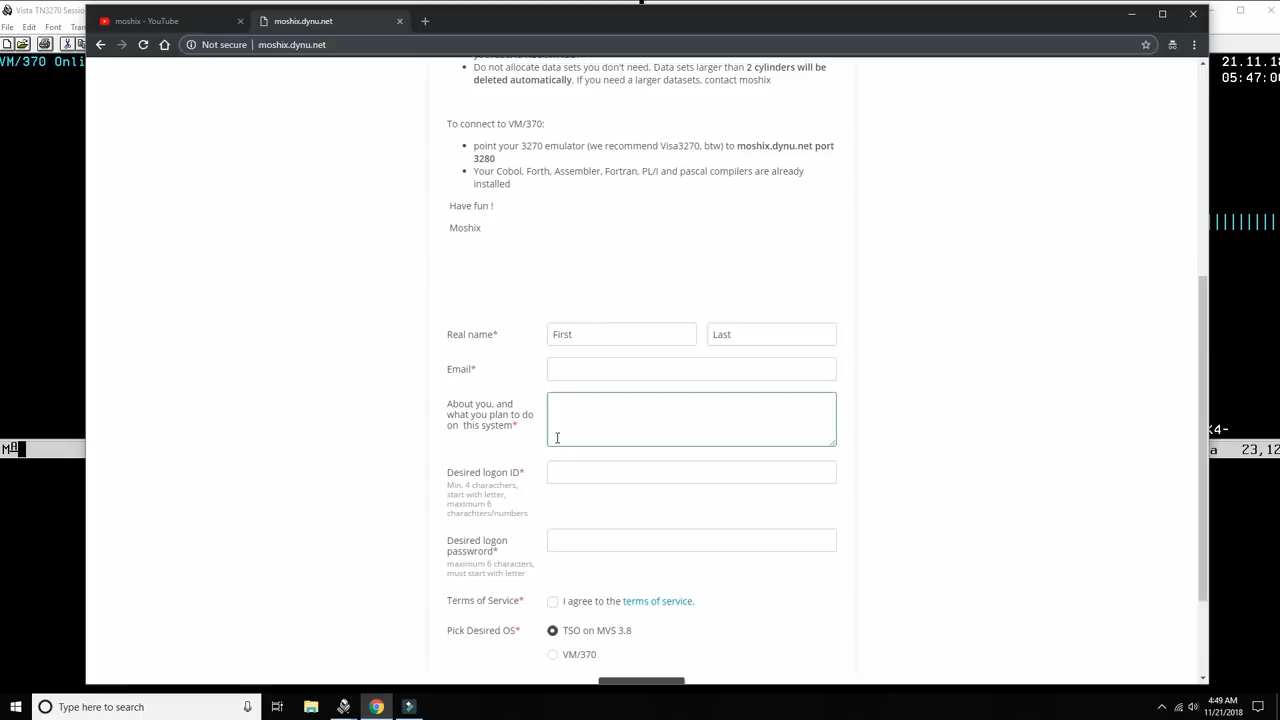 Vista TN3270 Sessi
File Edit Font
moshix - YouTube
moshix.dynu.net
Not secure | moshix.dynu.net
VM/370 Onli
21.11.18
05:47:00
Do not allocate data sets you don't need. Data sets larger than 2 cylinders will be
deleted automatically. If you need a larger datasets, contact moshix
To connect to VM/370:
point your 3270 emulator (we recommend Visa3270, btw) to moshix.dynu.net port
3280
Your Cobol, Forth, Assembler, Fortran, PL/I and pascal compilers are already
installed
Have fun !
Moshix
Real name* First Last
Email*
About you, and
what you plan to do
on this system*
K4-
a 23,12
Desired logon ID*
Min. 4 characthers,
start with letter,
maximum 6
charachters/numbers
Desired logon
passwrord*
maximum 6 characters,
must start with letter
Terms of Service* I agree to the terms of service.
Pick Desired OS* TSO on MVS 3.8
VM/370
Type here to search
4:49 AM
11/21/2018